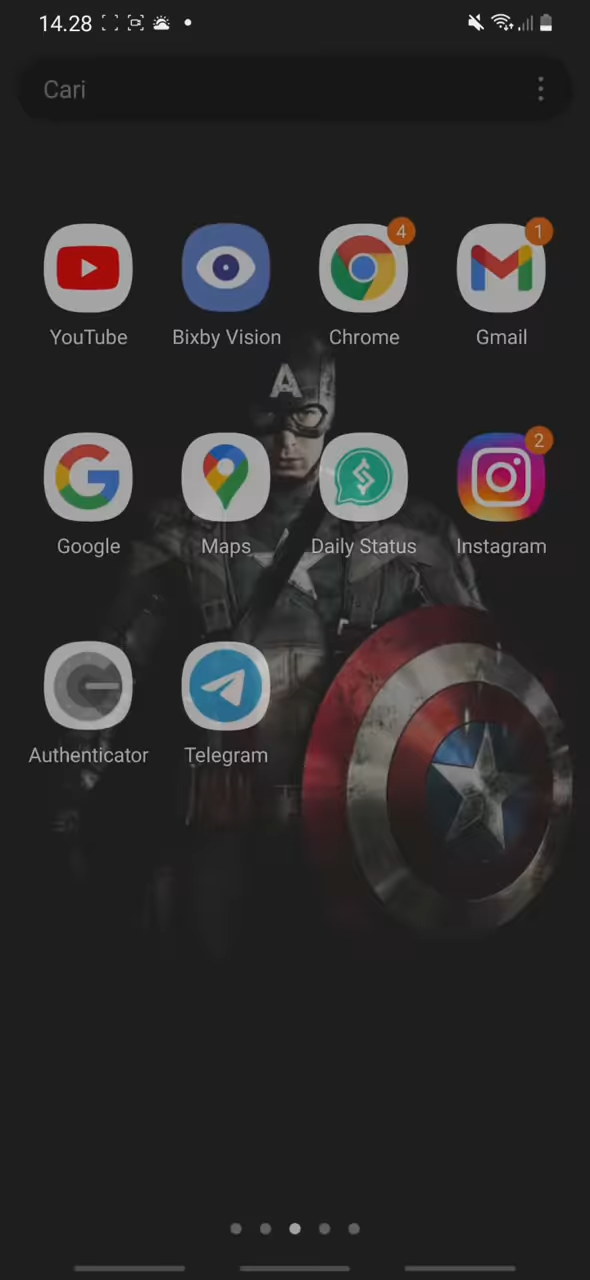 14.28
Cari
4
1
YouTube
Bixby Vision
Chrome
Gmail
A
2
Google
Maps
Daily Status
Instagram
Authenticator
Telegram